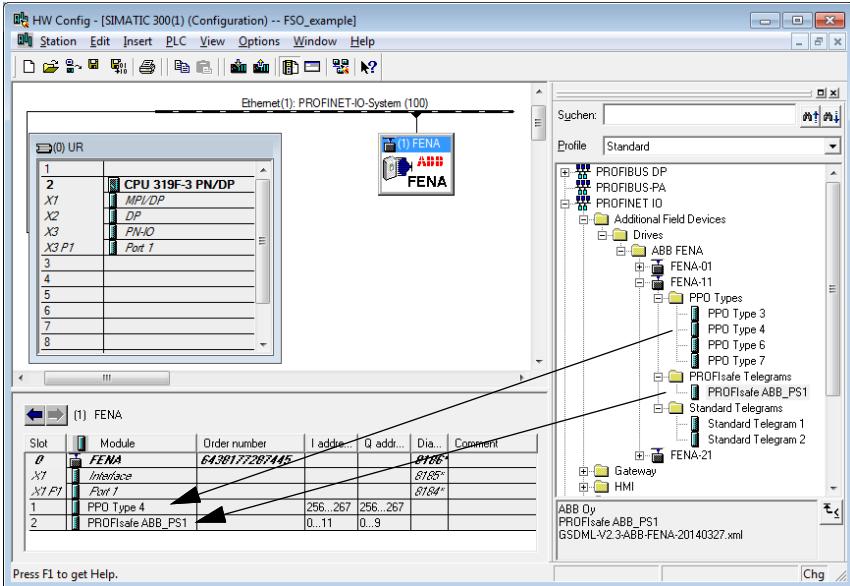 HW Config - [SIMATIC 300(1) (Configuration) -- FSO_example]
Station Edit Insert PLC View Options Window Help
Ethernet(1): PROFINET-IO-System (100)
(0) UR
1
2 CPU 319F-3 PN/DP
X1 MPI/DP
X2 DP
X3 PN-IO
X3 P1 Port 1
3
4
5
6
7
8
(1) FENA
ABB
FENA
Suchen:
Profile Standard
PROFIBUS DP
PROFIBUS-PA
PROFINET IO
Additional Field Devices
Drives
ABB FENA
FENA-01
FENA-11
PPO Types
PPO Type 3
PPO Type 4
PPO Type 6
PPO Type 7
PROFIsafe Telegrams
PROFIsafe ABB_PS1
Standard Telegrams
Standard Telegram 1
Standard Telegram 2
FENA-21
Gateway
HMI
ABB Oy
PROFIsafe ABB_PS1
GSDML-V2.3-ABB-FENA-20140327.xml
(1) FENA
Slot Module Order number I addre... Q addr... Dia... Comment
0 FENA 6438177287445 8186*
X1 Interface 8185*
X1 P1 Port 1 8184*
1 PPO Type 4 256...267 256...267
2 PROFIsafe ABB_PS1 0...11 0...9
Press F1 to get Help. Chg